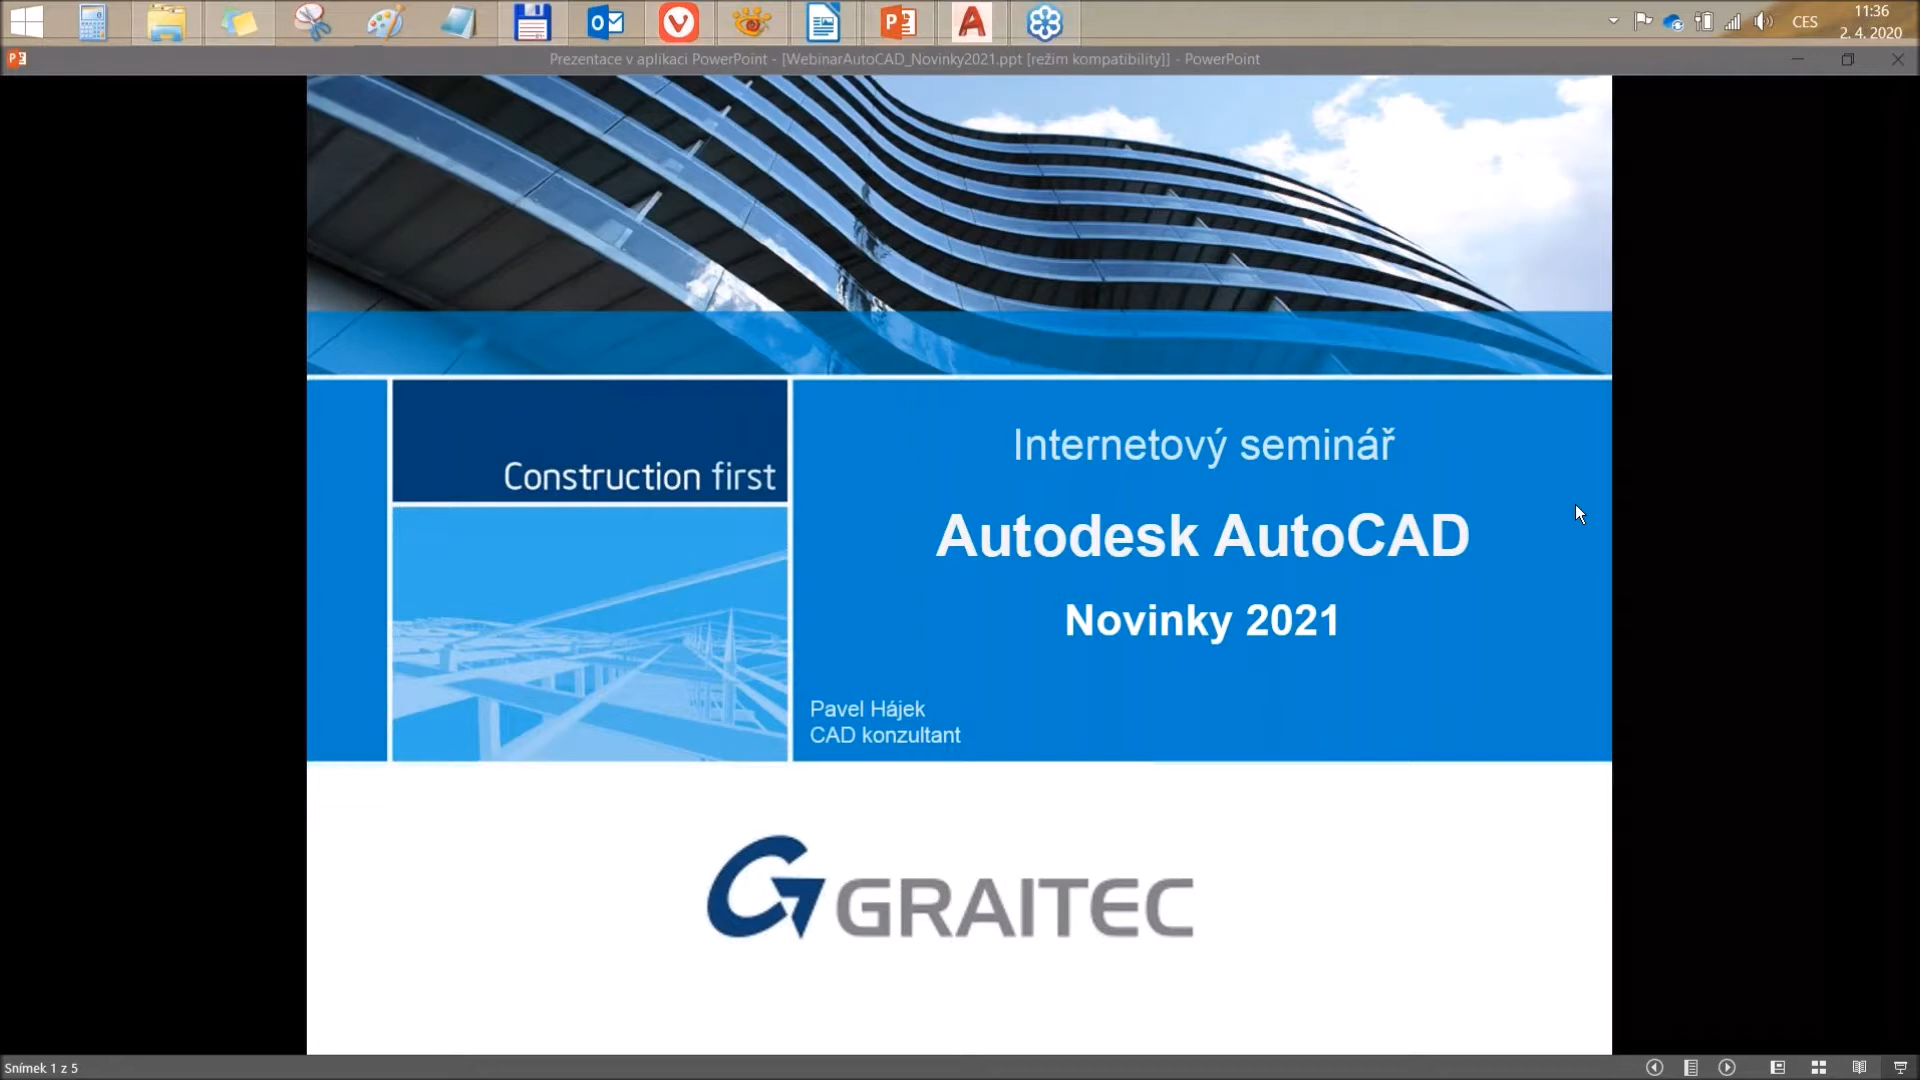 CES
11:36
2. 4. 2020
Prezentace v aplikaci PowerPoint - [WebinarAutoCAD_Novinky2021.ppt [režim kompatibility]] - PowerPoint
Construction first
Internetový seminář
Autodesk AutoCAD
Novinky 2021
Pavel Hájek
CAD konzultant
GRAITEC
Snímek 1 z 5